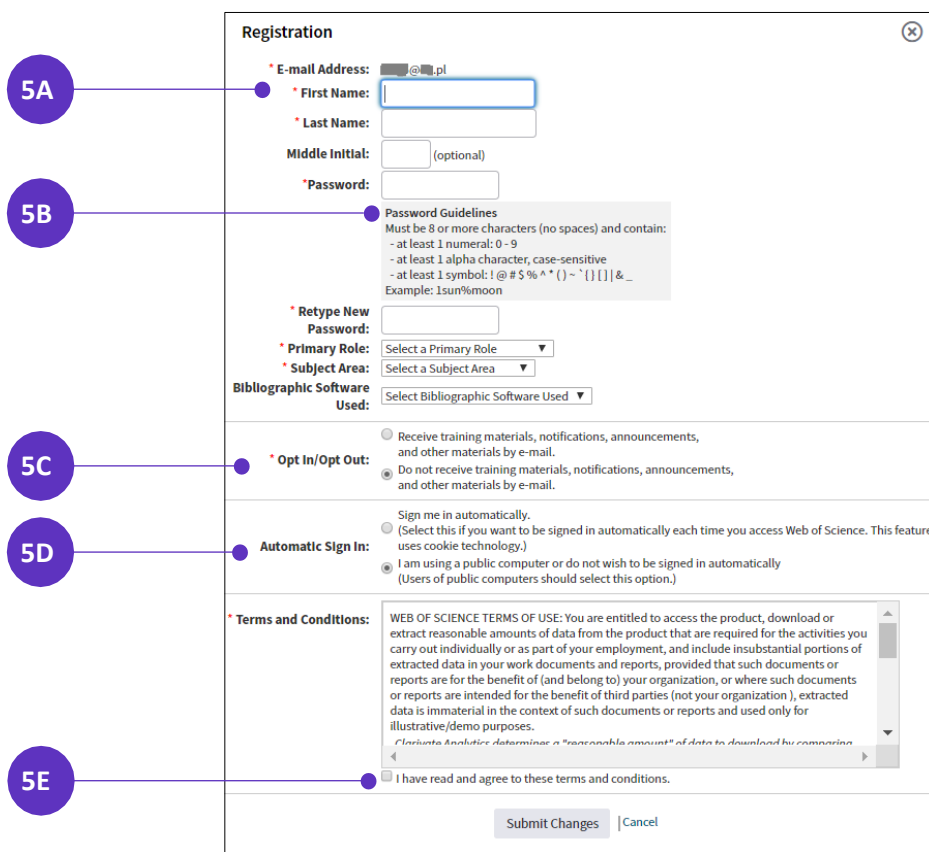 Registration
5A
* E-mail Address: @ .pl
* First Name:
* Last Name:
Middle Initial: (optional)
*Password:
5B
Password Guidelines
Must be 8 or more characters (no spaces) and contain:
- at least 1 numeral: 0 - 9
- at least 1 alpha character, case-sensitive
- at least 1 symbol: ! @ # $ % ^ * ( ) ~ ` { } [ ] | & _
Example: 1sun%moon
* Retype New
Password:
* Primary Role: Select a Primary Role
* Subject Area: Select a Subject Area
Bibliographic Software
Used: Select Bibliographic Software Used
5C
* Opt In/Opt Out:
Receive training materials, notifications, announcements,
and other materials by e-mail.
Do not receive training materials, notifications, announcements,
and other materials by e-mail.
5D
Automatic Sign In:
Sign me in automatically.
(Select this if you want to be signed in automatically each time you access Web of Science. This feature
uses cookie technology.)
I am using a public computer or do not wish to be signed in automatically
(Users of public computers should select this option.)
* Terms and Conditions:
WEB OF SCIENCE TERMS OF USE: You are entitled to access the product, download or
extract reasonable amounts of data from the product that are required for the activities you
carry out individually or as part of your employment, and include insubstantial portions of
extracted data in your work documents and reports, provided that such documents or
reports are for the benefit of (and belong to) your organization, or where such documents
or reports are intended for the benefit of third parties (not your organization ), extracted
data is immaterial in the context of such documents or reports and used only for
illustrative/demo purposes.
Clarivate Analytics determines a "reasonable amount" of data to download by comparing
5E
I have read and agree to these terms and conditions.
Submit Changes | Cancel